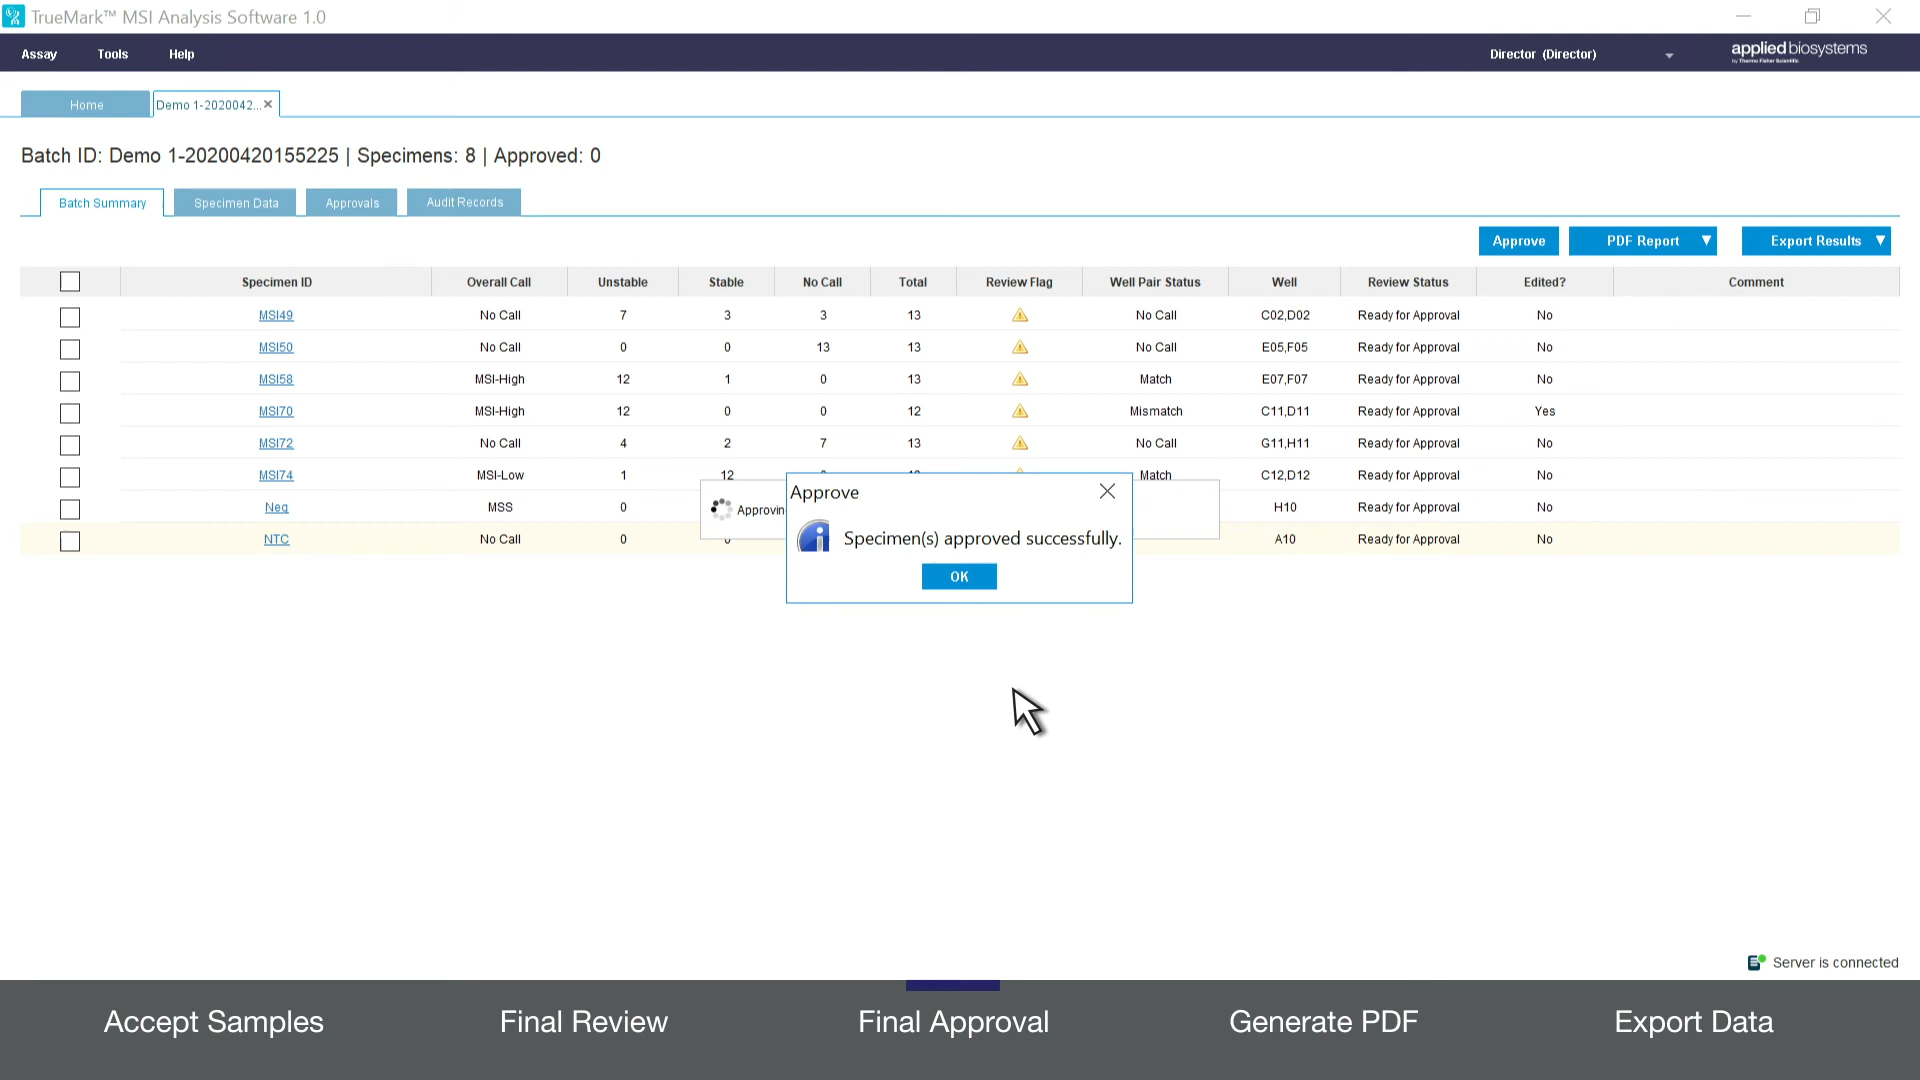 TrueMark™ MSI Analysis Software 1.0
Assay Tools Help Director (Director) applied biosystems
by Thermo Fisher Scientific
Home Demo 1-2020042...
Batch ID: Demo 1-20200420155225 | Specimens: 8 | Approved: 0
Batch Summary Specimen Data Approvals Audit Records
Approve PDF Report Export Results
Specimen ID Overall Call Unstable Stable No Call Total Review Flag Well Pair Status Well Review Status Edited? Comment
MSI49 No Call 7 3 3 13 No Call C02,D02 Ready for Approval No
MSI50 No Call 0 0 13 13 No Call E05,F05 Ready for Approval No
MSI58 MSI-High 12 1 0 13 Match E07,F07 Ready for Approval No
MSI70 MSI-High 12 0 0 12 Mismatch C11,D11 Ready for Approval Yes
MSI72 No Call 4 2 7 13 No Call G11,H11 Ready for Approval No
MSI74 MSI-Low 1 12 Match C12,D12 Ready for Approval No
Neg MSS 0 H10 Ready for Approval No
NTC No Call 0 A10 Ready for Approval No
Approving
Approve
Specimen(s) approved successfully.
OK
Server is connected
Accept Samples Final Review Final Approval Generate PDF Export Data